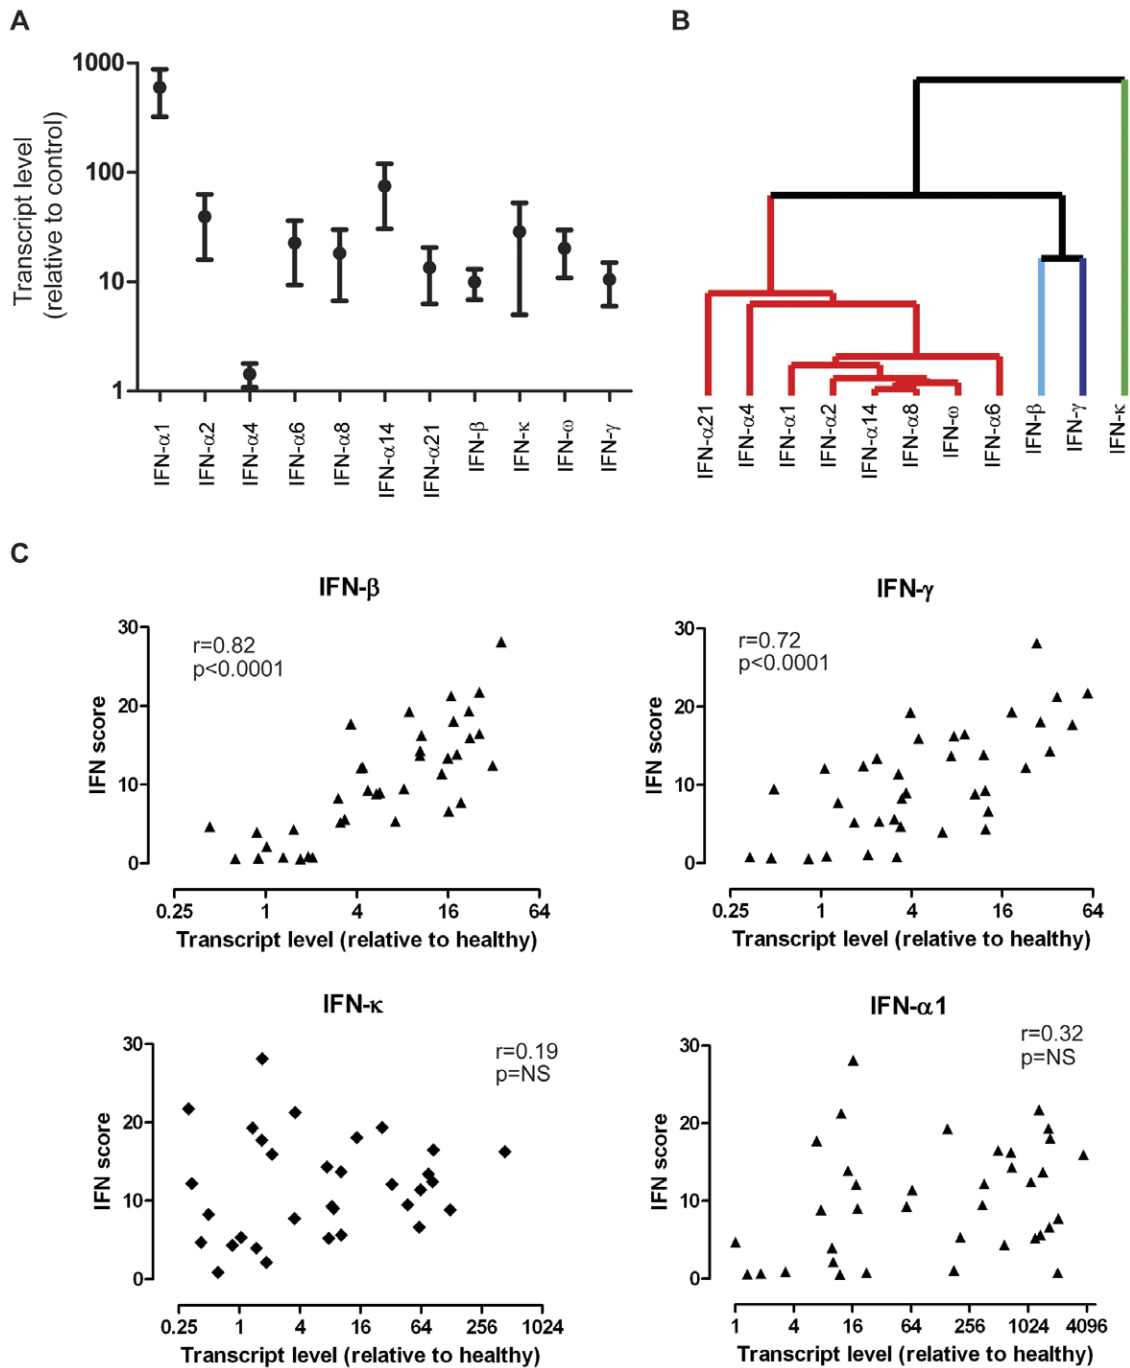 A
B
1000
100
10
1
Transcript level
(relative to control)
IFN-α1
IFN-α2
IFN-α4
IFN-α6
IFN-α8
IFN-α14
IFN-α21
IFN-β
IFN-κ
IFN-ω
IFN-γ
IFN-α21
IFN-α4
IFN-α1
IFN-α2
IFN-α14
IFN-α8
IFN-ω
IFN-α6
IFN-β
IFN-γ
IFN-κ
C
IFN-β
r=0.82
p<0.0001
IFN score
30
20
10
0
0.25 1 4 16 64
Transcript level (relative to healthy)
IFN-γ
r=0.72
p<0.0001
IFN score
30
20
10
0
0.25 1 4 16 64
Transcript level (relative to healthy)
IFN-κ
r=0.19
p=NS
IFN score
30
20
10
0
0.25 1 4 16 64 256 1024
Transcript level (relative to healthy)
IFN-α1
r=0.32
p=NS
IFN score
30
20
10
0
1 4 16 64 256 1024 4096
Transcript level (relative to healthy)